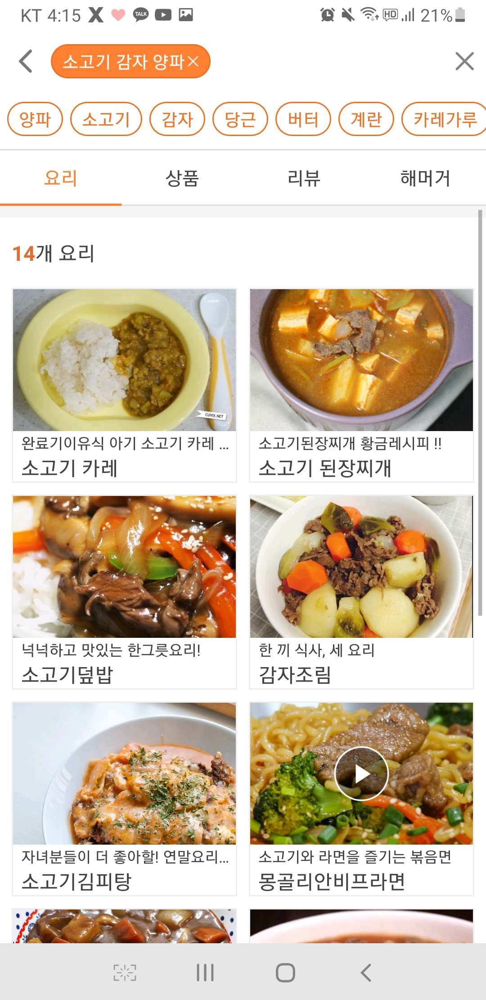 KT 4:15 TALK HD 21%
소고기 감자 양파
양파 소고기 감자 당근 버터 계란 카레가루
요리 상품 리뷰 해머거
14개 요리
CUVIX.NET
완료기이유식 아기 소고기 카레 ...
소고기 카레
소고기된장찌개 황금레시피 !!
소고기 된장찌개
넉넉하고 맛있는 한그릇요리!
소고기덮밥
한 끼 식사, 세 요리
감자조림
자녀분들이 더 좋아할! 연말요리...
소고기김피탕
소고기와 라면을 즐기는 볶음면
몽골리안비프라면